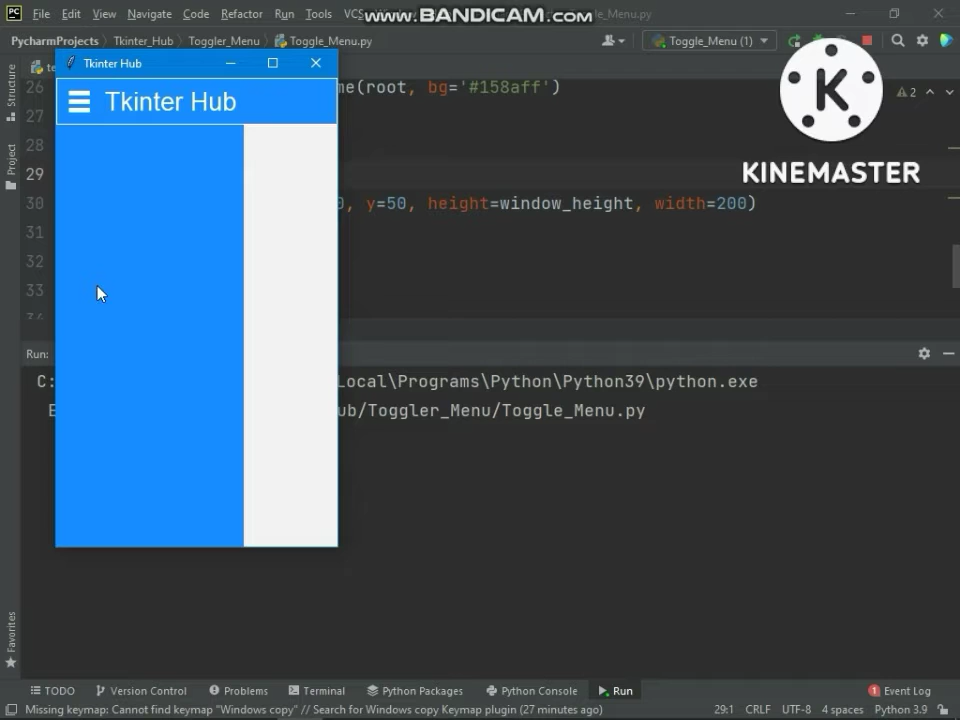 File Edit View Navigate Code Refactor Run Tools VCS
www.BANDICAM.com
Toggle_Menu.py
PycharmProjects Tkinter_Hub Toggler_Menu Toggle_Menu.py
Toggle_Menu (1)
Tkinter Hub
Tkinter Hub
KINEMASTER
Structure
Project
Favorites
2
26 me(root, bg='#158aff')
27
28
29
30 0, y=50, height=window_height, width=200)
31
32
33
Run:
C: Local\Programs\Python\Python39\python.exe
ub/Toggler_Menu/Toggle_Menu.py
TODO Version Control Problems Terminal Python Packages Python Console Run 1 Event Log
Missing keymap: Cannot find keymap "Windows copy" // Search for Windows copy Keymap plugin (27 minutes ago) 29:1 CRLF UTF-8 4 spaces Python 3.9